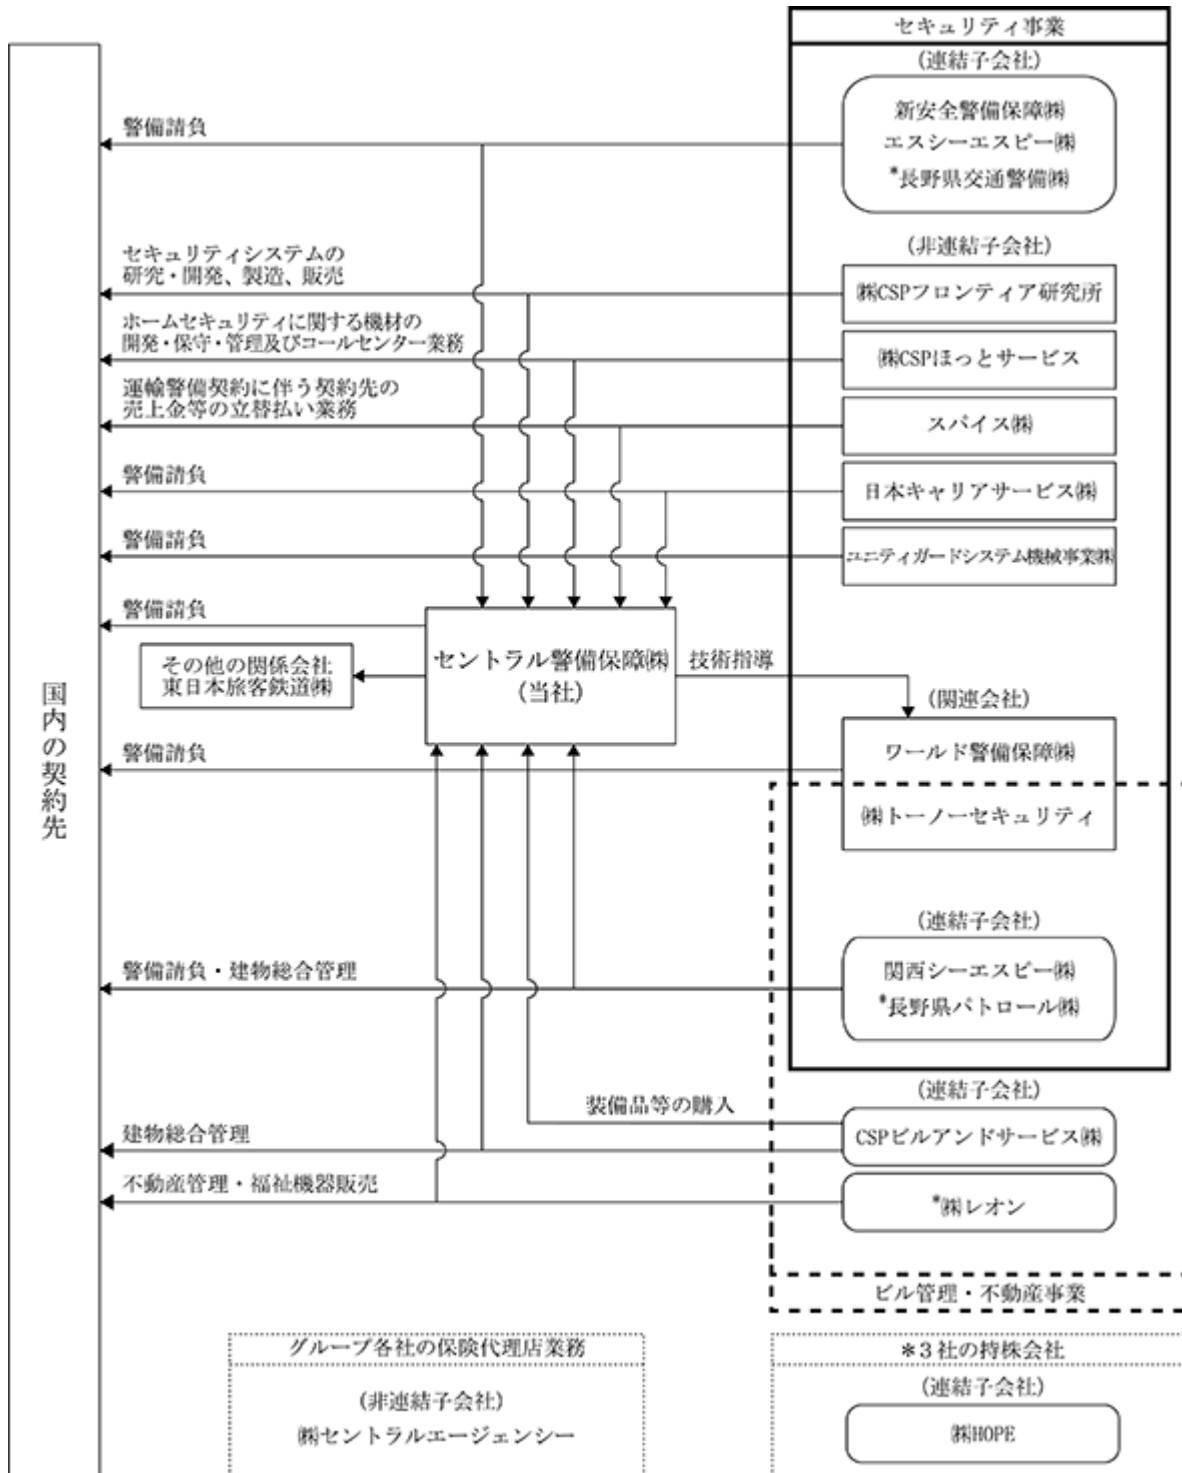 セキュリティ事業
(連結子会社)
新安全警備保障㈱
エスシーエスピー㈱
*長野県交通警備㈱
警備請負
(非連結子会社)
セキュリティシステムの
研究・開発、製造、販売
㈱CSPフロンティア研究所
ホームセキュリティに関する機材の
開発・保守・管理及びコールセンター業務
㈱CSPほっとサービス
運輸警備契約に伴う契約先の
売上金等の立替払い業務
スパイス㈱
警備請負
日本キャリアサービス㈱
警備請負
ユニティガードシステム機械事業㈱
警備請負
セントラル警備保障㈱
(当社)
技術指導
その他の関係会社
東日本旅客鉄道㈱
国内の契約先
(関連会社)
警備請負
ワールド警備保障㈱
㈱トーノーセキュリティ
(連結子会社)
警備請負・建物総合管理
関西シーエスピー㈱
*長野県パトロール㈱
(連結子会社)
装備品等の購入
建物総合管理
CSPビルアンドサービス㈱
不動産管理・福祉機器販売
*㈱レオン
ビル管理・不動産事業
グループ各社の保険代理店業務
(非連結子会社)
㈱セントラルエージェンシー
*3社の持株会社
(連結子会社)
㈱HOPE